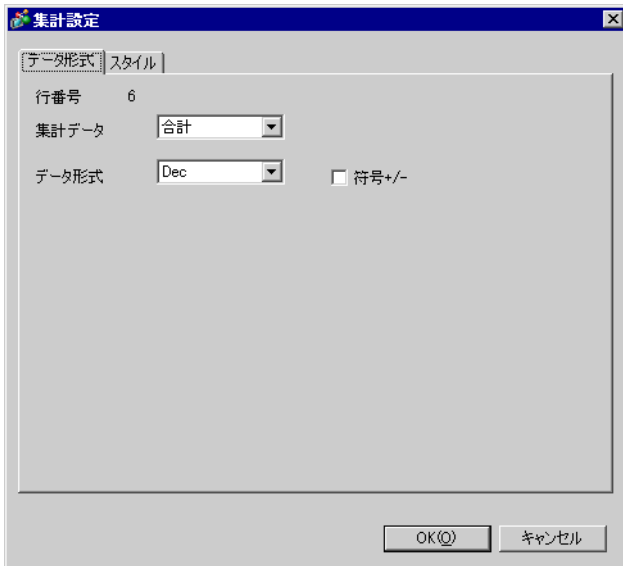 集計設定
データ形式 スタイル
行番号 6
集計データ 合計
データ形式 Dec 符号+/-
OK(O) キャンセル